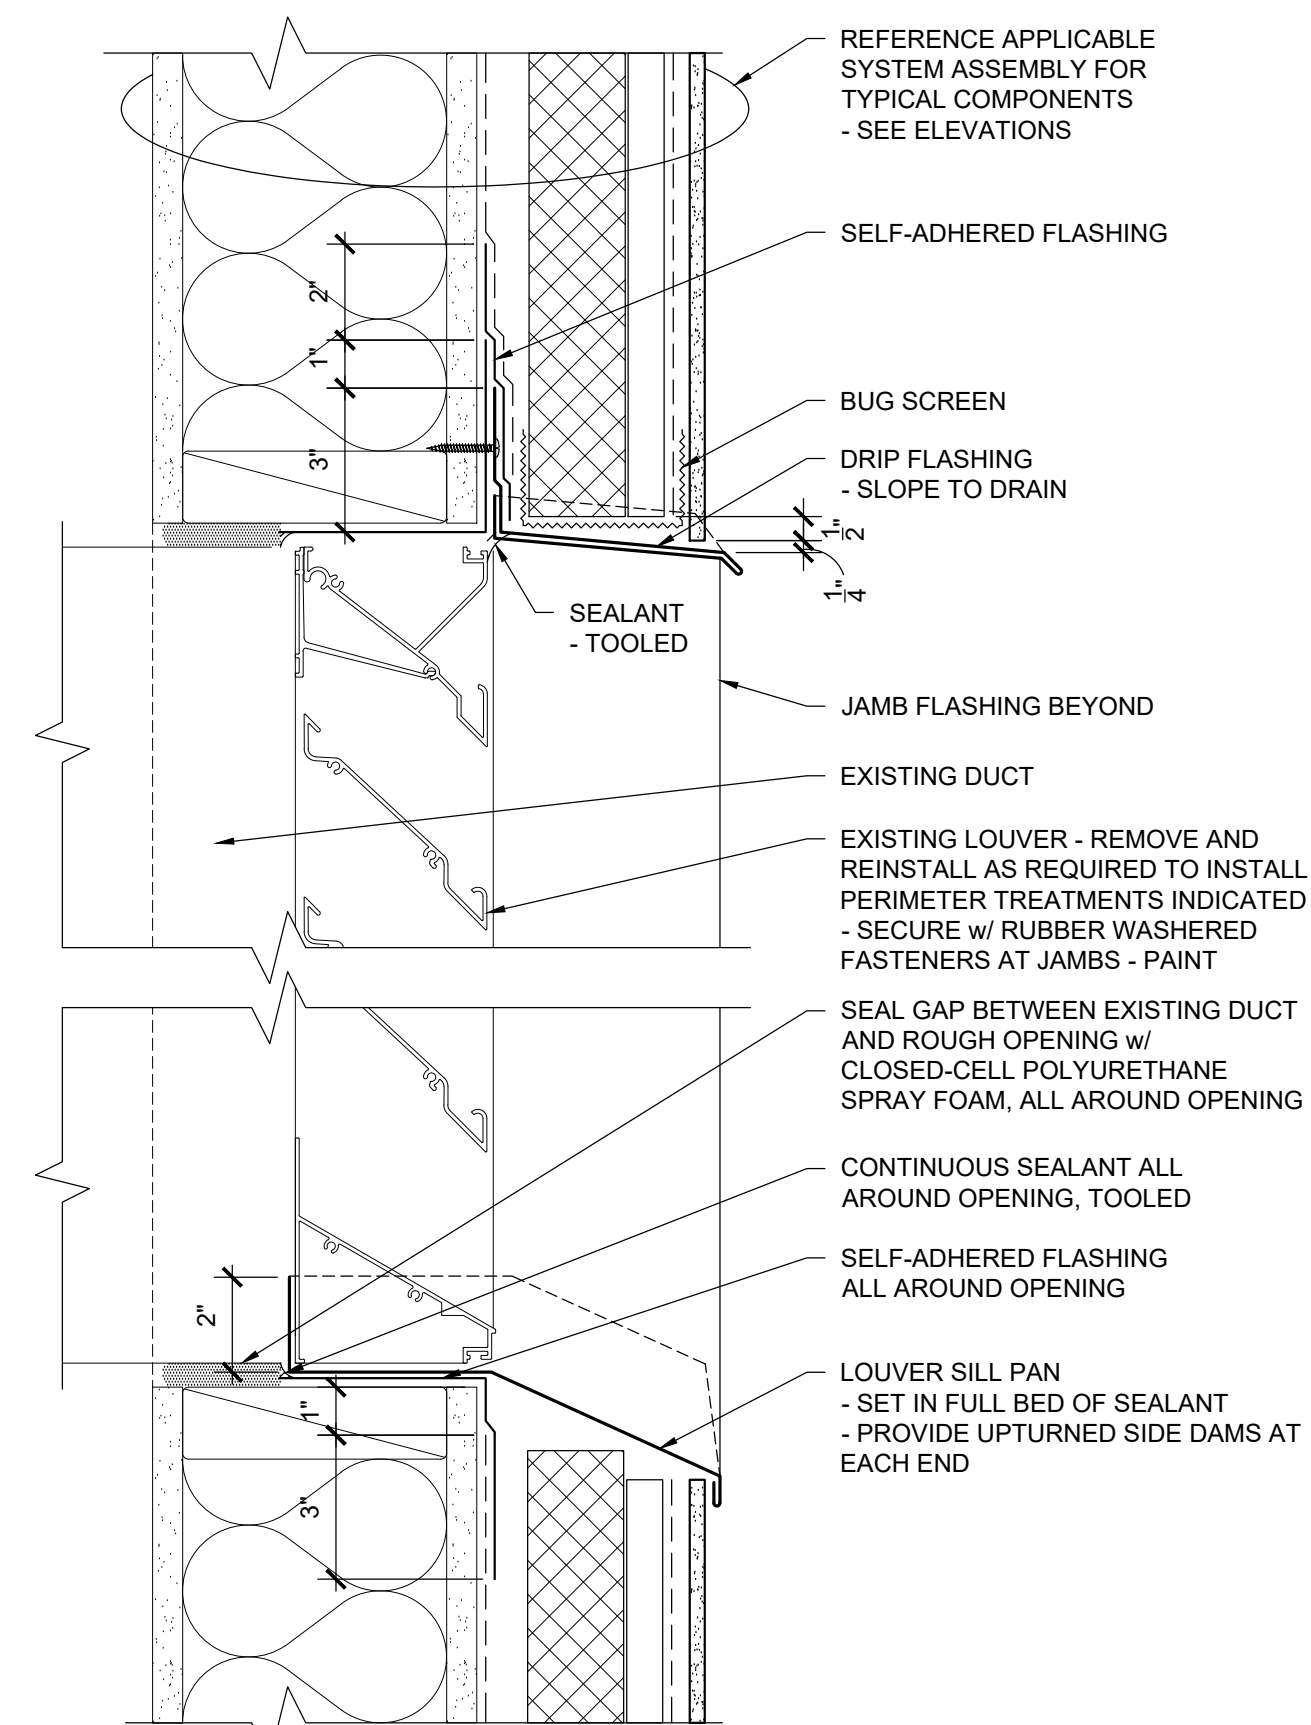 REFERENCE APPLICABLE
SYSTEM ASSEMBLY FOR
TYPICAL COMPONENTS
- SEE ELEVATIONS
SELF-ADHERED FLASHING
2"
1"
3"
BUG SCREEN
DRIP FLASHING
- SLOPE TO DRAIN
1/2"
1/4"
SEALANT
- TOOLED
JAMB FLASHING BEYOND
EXISTING DUCT
EXISTING LOUVER - REMOVE AND
REINSTALL AS REQUIRED TO INSTALL
PERIMETER TREATMENTS INDICATED
- SECURE w/ RUBBER WASHERED
FASTENERS AT JAMBS - PAINT
SEAL GAP BETWEEN EXISTING DUCT
AND ROUGH OPENING w/
CLOSED-CELL POLYURETHANE
SPRAY FOAM, ALL AROUND OPENING
CONTINUOUS SEALANT ALL
AROUND OPENING, TOOLED
SELF-ADHERED FLASHING
ALL AROUND OPENING
2"
LOUVER SILL PAN
- SET IN FULL BED OF SEALANT
- PROVIDE UPTURNED SIDE DAMS AT
EACH END
1"
3"